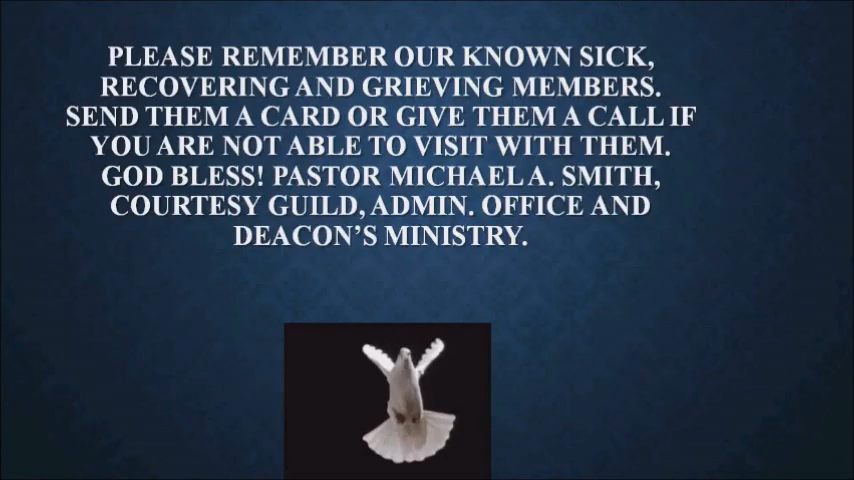 PLEASE REMEMBER OUR KNOWN SICK,
RECOVERING AND GRIEVING MEMBERS.
SEND THEM A CARD OR GIVE THEM A CALL IF
YOU ARE NOT ABLE TO VISIT WITH THEM.
GOD BLESS! PASTOR MICHAEL A. SMITH,
COURTESY GUILD, ADMIN. OFFICE AND
DEACON’S MINISTRY.